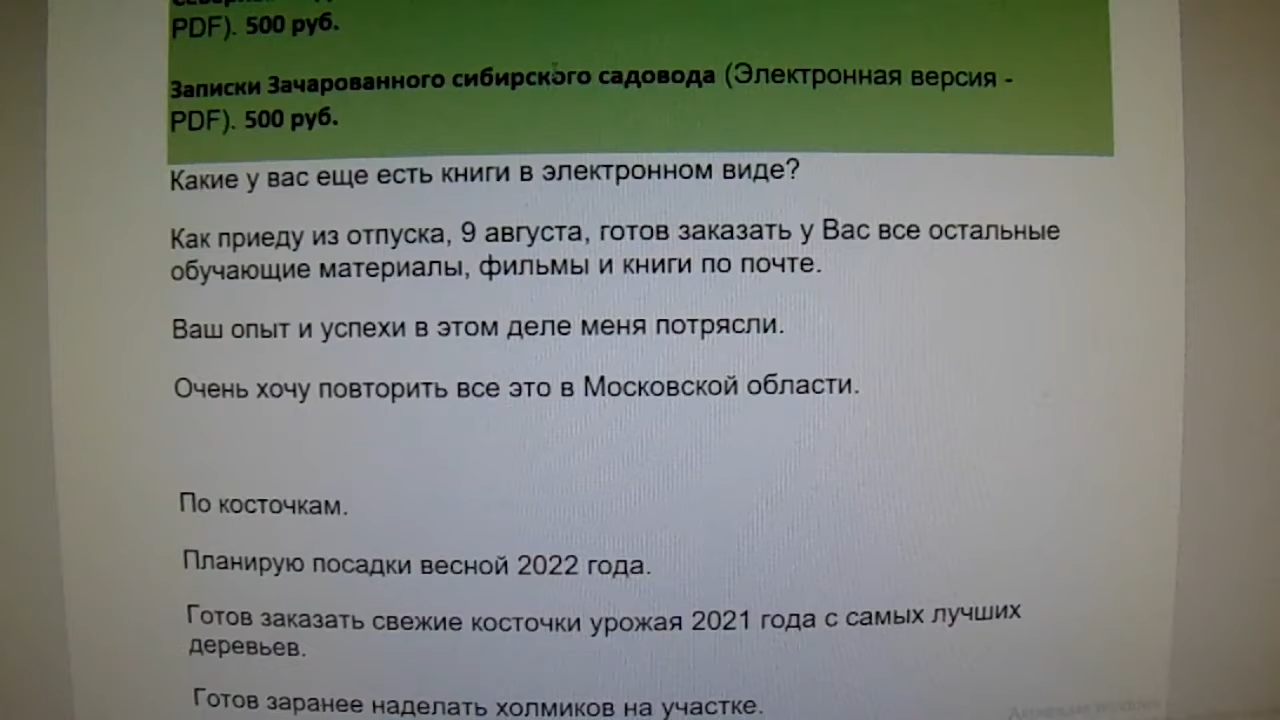 PDF). 500 руб.
Записки Зачарованного сибирского садовода (Электронная версия -
PDF). 500 руб.
Какие у вас еще есть книги в электронном виде?
Как приеду из отпуска, 9 августа, готов заказать у Вас все остальные
обучающие материалы, фильмы и книги по почте.
Ваш опыт и успехи в этом деле меня потрясли.
Очень хочу повторить все это в Московской области.
По косточкам.
Планирую посадки весной 2022 года.
Готов заказать свежие косточки урожая 2021 года с самых лучших
деревьев.
Готов заранее наделать холмиков на участке.
Активация Windows